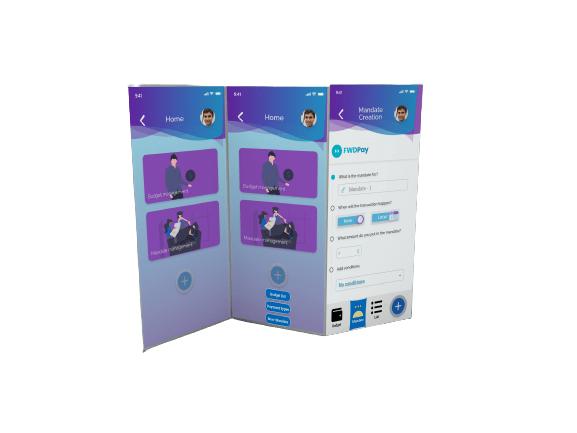 9:41
Home
Budget management
Mandate management
9:41
Home
Budget management
Mandate management
Budget list
Payment types
New Mandate
9:41
Mandate
Creation
FWDPay
What is the mandate for?
Mandate - 1
When will the transaction happen?
Now
Later
What amount do you put in the mandate?
€
Add conditions
No conditions
Budget
Mandate
List